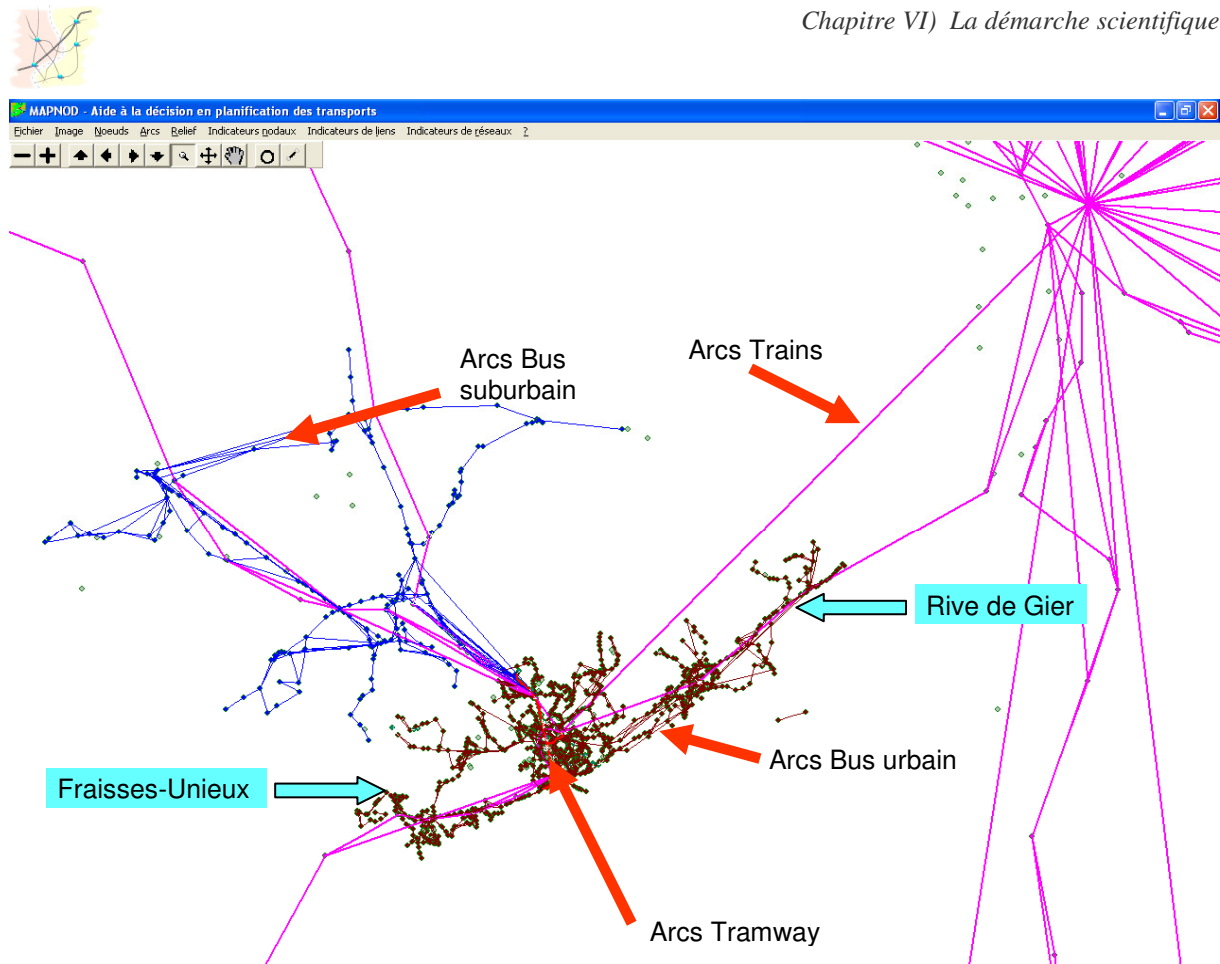 Chapitre VI) La démarche scientifique
MAPNOD - Aide à la décision en planification des transports
Fichier Image Noeuds Arcs Relief Indicateurs nodaux Indicateurs de liens Indicateurs de réseaux ?
Arcs Bus
suburbain
Arcs Trains
Rive de Gier
Arcs Bus urbain
Fraisses-Unieux
Arcs Tramway